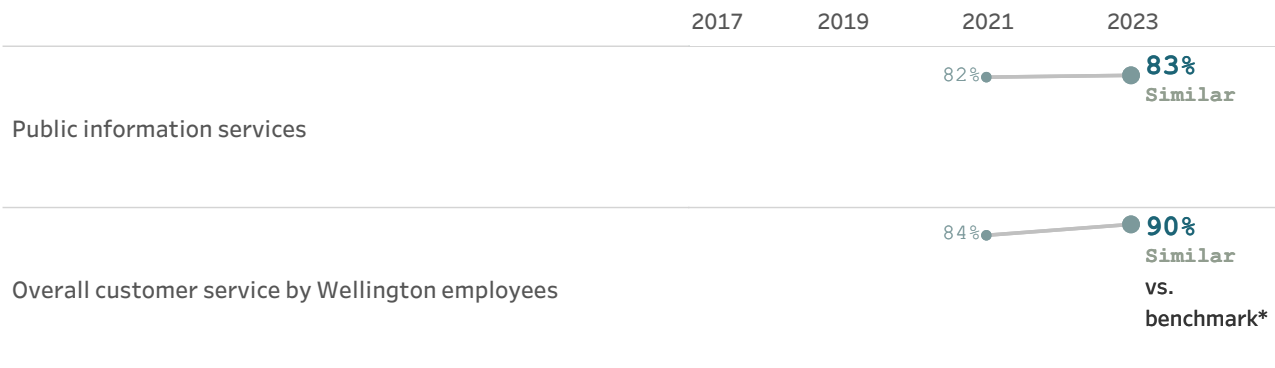 2017 2019 2021 2023
82% 83%
Similar
Public information services
84% 90%
Similar
Overall customer service by Wellington employees
vs.
benchmark*